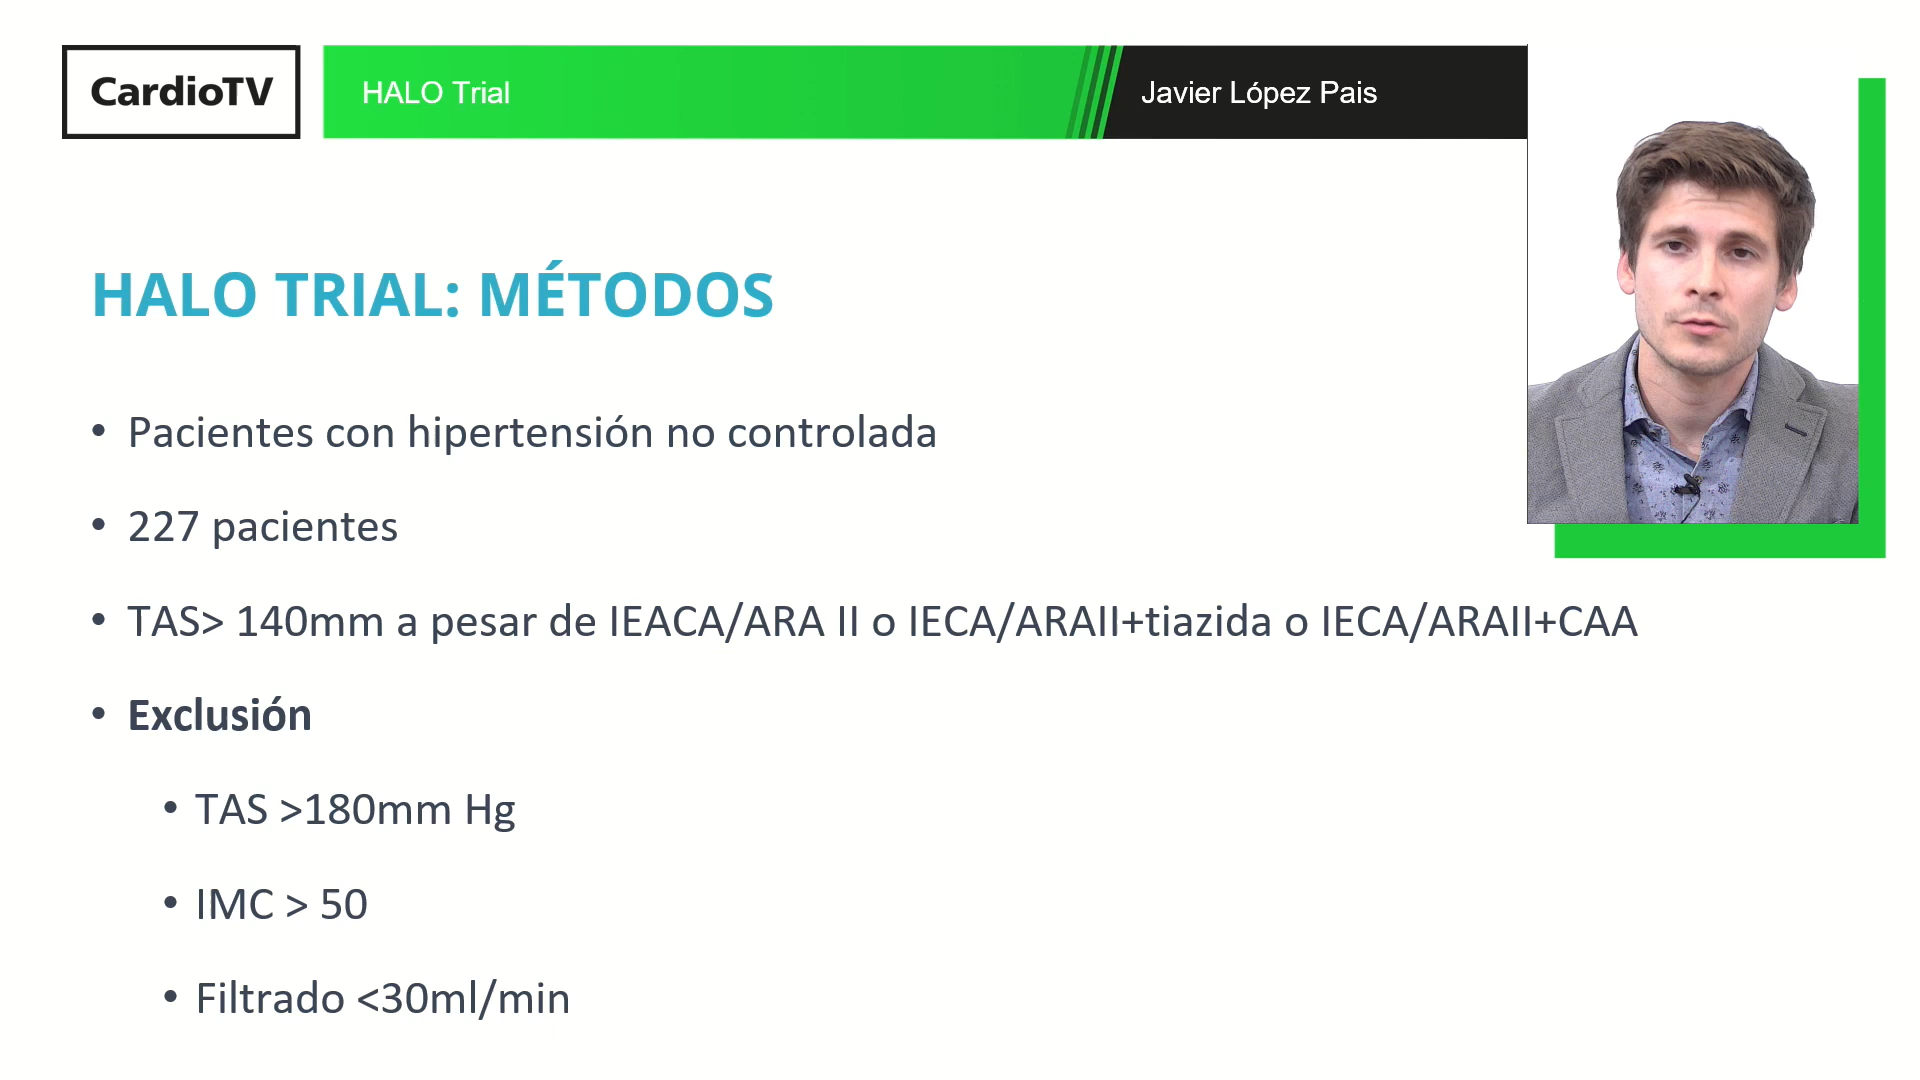 CardioTV
HALO Trial
Javier López Pais
HALO TRIAL: MÉTODOS
• Pacientes con hipertensión no controlada
• 227 pacientes
• TAS> 140mm a pesar de IEACA/ARA II o IECA/ARAII+tiazida o IECA/ARAII+CAA
• Exclusión
• TAS >180mm Hg
• IMC > 50
• Filtrado <30ml/min